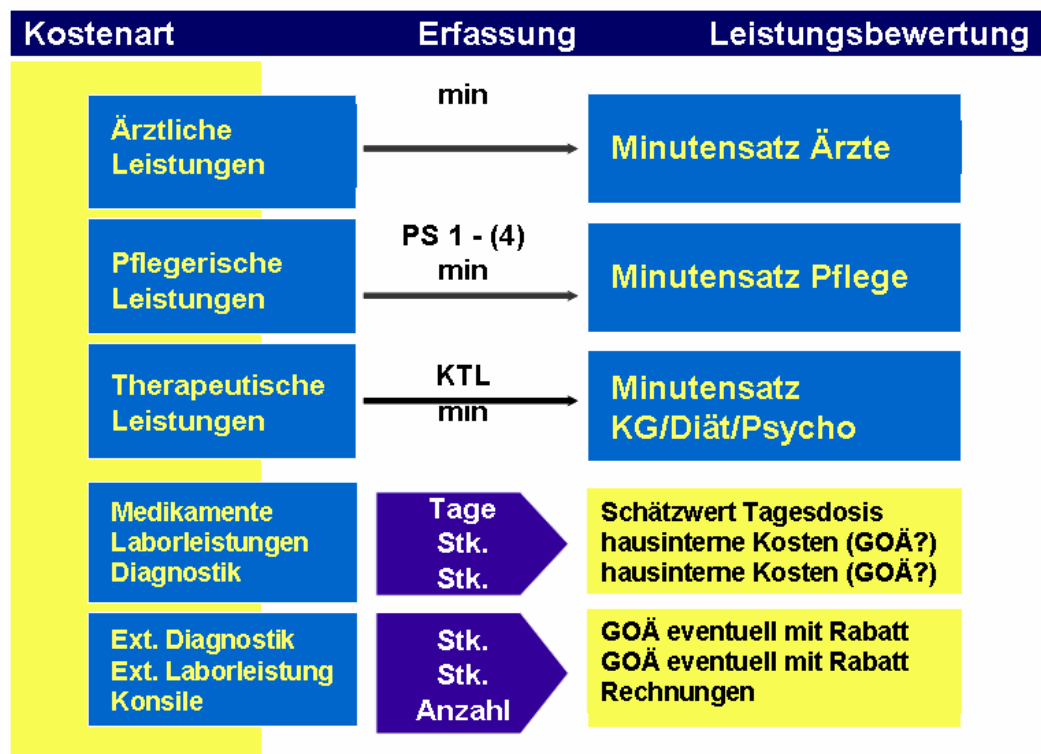 Kostenart Erfassung Leistungsbewertung
min
Ärztliche
Leistungen
Minutensatz Ärzte
PS 1 - (4)
min
Pflegerische
Leistungen
Minutensatz Pflege
KTL
min
Therapeutische
Leistungen
Minutensatz
KG/Diät/Psycho
Medikamente
Laborleistungen
Diagnostik
Tage
Stk.
Stk.
Schätzwert Tagesdosis
hausinterne Kosten (GOÄ?)
hausinterne Kosten (GOÄ?)
Ext. Diagnostik
Ext. Laborleistung
Konsile
Stk.
Stk.
Anzahl
GOÄ eventuell mit Rabatt
GOÄ eventuell mit Rabatt
Rechnungen